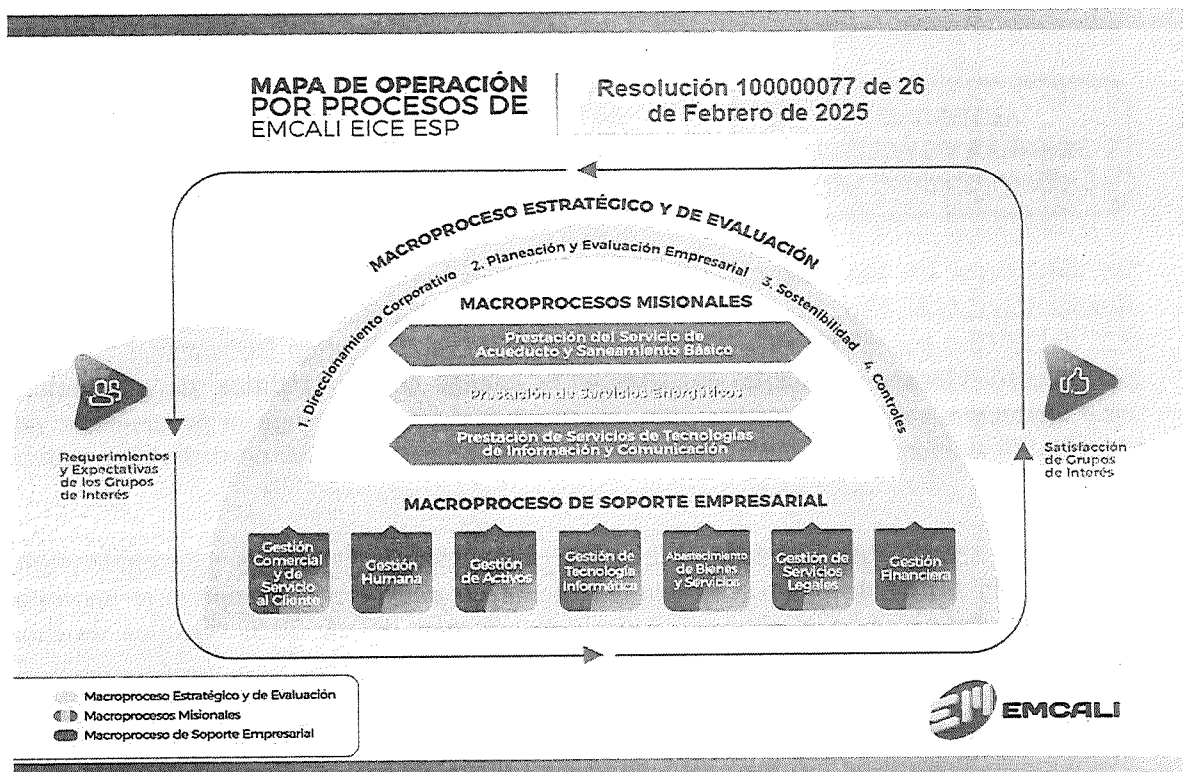 MAPA DE OPERACIÓN
POR PROCESOS DE
EMCALI EICE ESP
Resolución 100000077 de 26
de Febrero de 2025
MACROPROCESO ESTRATÉGICO Y DE EVALUACIÓN
1. Direccionamiento Corporativo 2. Planeación y Evaluación Empresarial 3. Sostenibilidad 4. Controles
MACROPROCESOS MISIONALES
Prestación del Servicio de
Acueducto y Saneamiento Básico
Prestación de Servicios Energéticos
Prestación de Servicios de Tecnologías
de Información y Comunicación
Requerimientos
y Expectativas
de los Grupos
de Interés
Satisfacción
de Grupos
de Interés
MACROPROCESO DE SOPORTE EMPRESARIAL
Gestión
Comercial
y de
Servicio
al Cliente
Gestión
Humana
Gestión
de Activos
Gestión de
Tecnología
Informática
Abastecimiento
de Bienes
y Servicios
Gestión de
Servicios
Legales
Gestión
Financiera
Macroproceso Estratégico y de Evaluación
Macroprocesos Misionales
Macroproceso de Soporte Empresarial
EMCALI